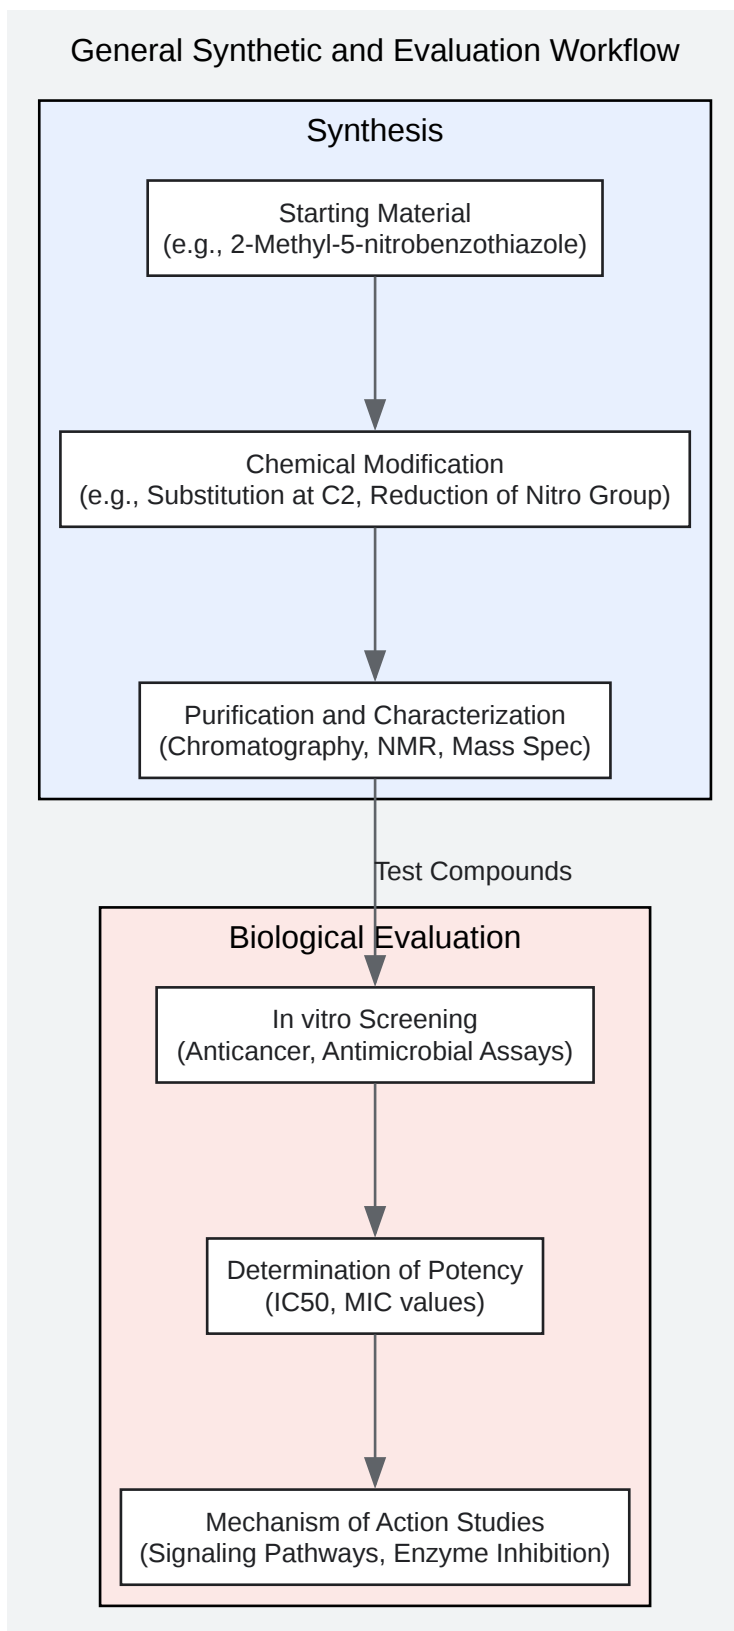 General Synthetic and Evaluation Workflow
Synthesis
Starting Material
(e.g., 2-Methyl-5-nitrobenzothiazole)
Chemical Modification
(e.g., Substitution at C2, Reduction of Nitro Group)
Purification and Characterization
(Chromatography, NMR, Mass Spec)
Test Compounds
Biological Evaluation
In vitro Screening
(Anticancer, Antimicrobial Assays)
Determination of Potency
(IC50, MIC values)
Mechanism of Action Studies
(Signaling Pathways, Enzyme Inhibition)